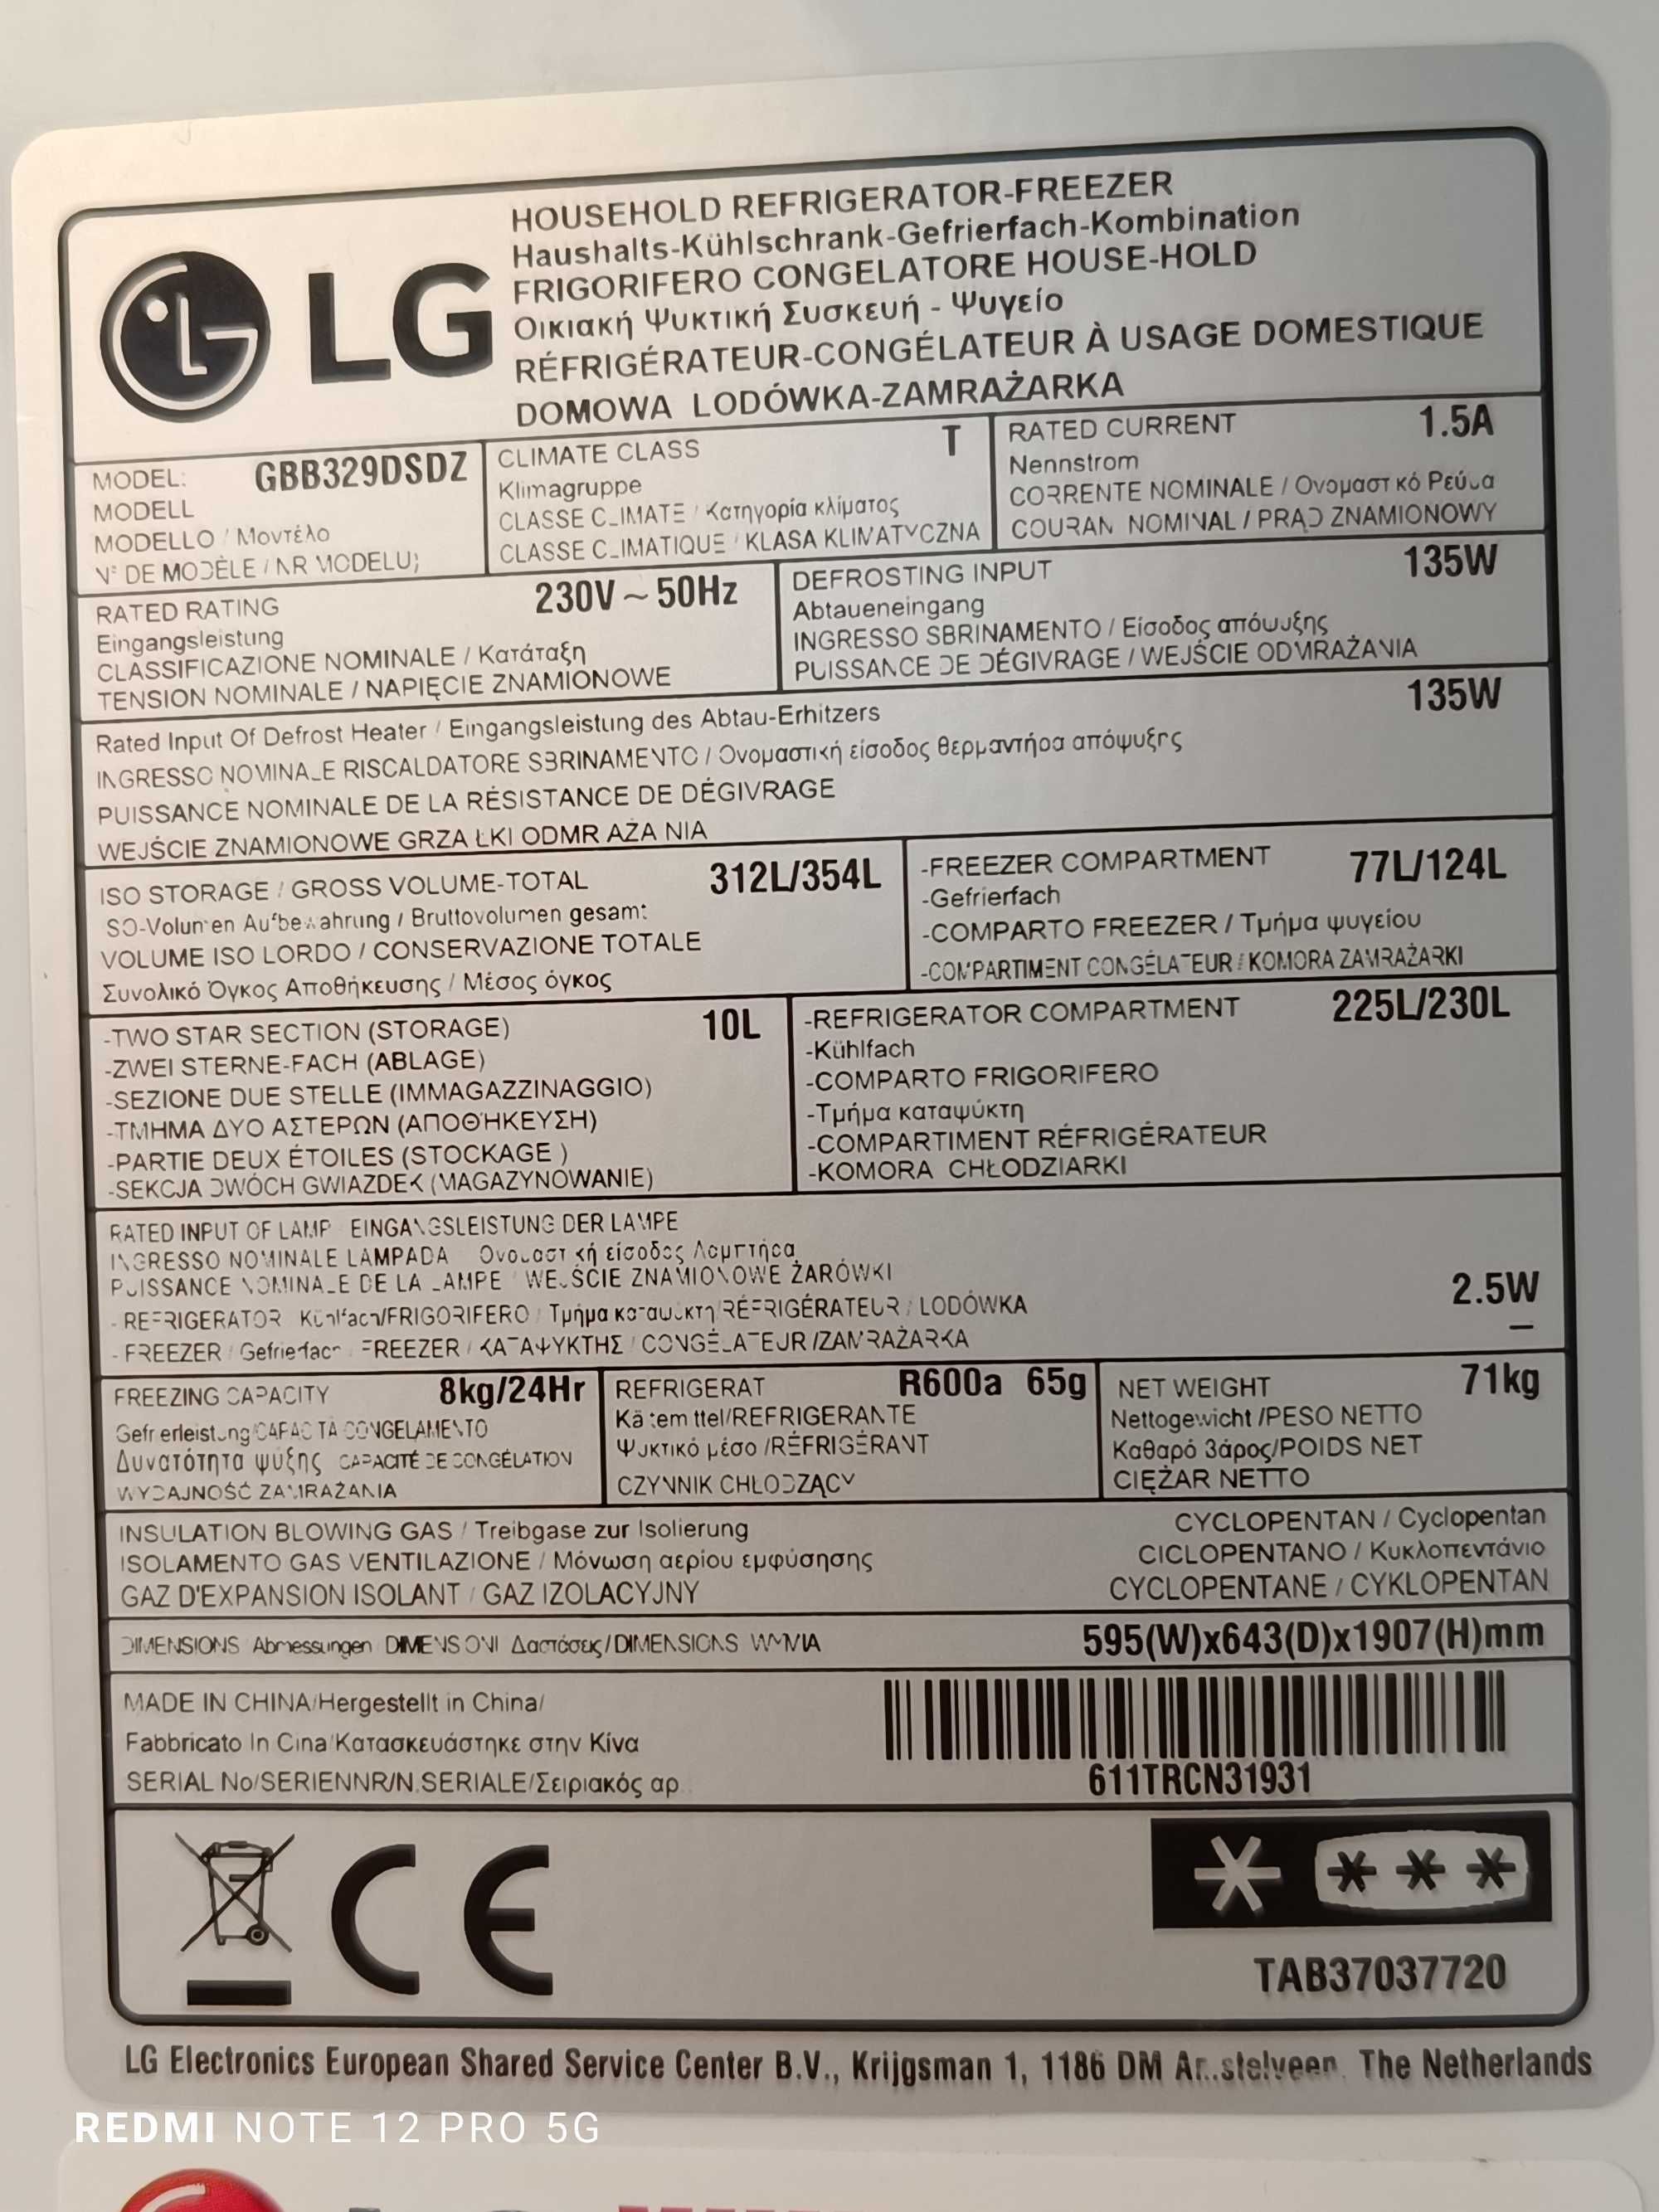 LG
HOUSEHOLD REFRIGERATOR-FREEZER
Haushalts-Kühlschrank-Gefrierfach-Kombination
FRIGORIFERO CONGELATORE HOUSE-HOLD
Οικιακή Ψυκτική Συσκευή - Ψυγείο
RÉFRIGÉRATEUR-CONGÉLATEUR À USAGE DOMESTIQUE
DOMOWA LODÓWKA-ZAMRAŻARKA
MODEL: GBB329DSDZ
MODELL
MODELLO / Μοντέλο
N° DE MODÈLE / NR MODELU;
CLIMATE CLASS T
Klimagruppe
CLASSE CLIMATE / Κατηγορία κλίματος
CLASSE CLIMATIQUE / KLASA KLIMATYCZNA
RATED CURRENT 1.5A
Nennstrom
CORRENTE NOMINALE / Ονομαστικό Ρεύμα
COURAN NOMINAL / PRĄD ZNAMIONOWY
RATED RATING 230V ~ 50Hz
Eingangsleistung
CLASSIFICAZIONE NOMINALE / Κατάταξη
TENSION NOMINALE / NAPIĘCIE ZNAMIONOWE
DEFROSTING INPUT 135W
Abtaueneingang
INGRESSO SBRINAMENTO / Είσοδος απόψυξης
PUISSANCE DE DÉGIVRAGE / WEJŚCIE ODMRAŻANIA
Rated Input Of Defrost Heater / Eingangsleistung des Abtau-Erhitzers 135W
INGRESSO NOMINALE RISCALDATORE SBRINAMENTO / Ονομαστική είσοδος θερμαντήρα απόψυξης
PUISSANCE NOMINALE DE LA RÉSISTANCE DE DÉGIVRAGE
WEJŚCIE ZNAMIONOWE GRZA ŁKI ODMR AŻA NIA
ISO STORAGE / GROSS VOLUME-TOTAL 312L/354L
Bruttovolumen gesamt
VOLUME ISO LORDO / CONSERVAZIONE TOTALE
Συνολικό Όγκος Αποθήκευσης / Μέσος όγκος
-FREEZER COMPARTMENT 77L/124L
-Gefrierfach
-COMPARTO FREEZER / Τμήμα ψυγείου
-COMPARTIMENT CONGÉLATEUR / KOMORA ZAMRAŻARKI
-TWO STAR SECTION (STORAGE) 10L
-ZWEI STERNE-FACH (ABLAGE)
-SEZIONE DUE STELLE (IMMAGAZZINAGGIO)
-ΤΜΗΜΑ ΔΥΟ ΑΣΤΕΡΩΝ (ΑΠΟΘΉΚΕΥΣΗ)
-PARTIE DEUX ÉTOILES (STOCKAGE )
-SEKCJA DWÓCH GWIAZDEK (MAGAZYNOWANIE)
-REFRIGERATOR COMPARTMENT 225L/230L
-Kühlfach
-COMPARTO FRIGORIFERO
-Τμήμα καταψύκτη
-COMPARTIMENT RÉFRIGÉRATEUR
-KOMORA CHŁODZIARKI
RATED INPUT OF LAMP EINGANGSLEISTUNG DER LAMPE
INGRESSO NOMINALE LAMPADA Ονομαστική είσοδος Λαμπτήρα
PUISSANCE NOMINALE DE LA LAMPE / WEJŚCIE ZNAMIONOWE ŻARÓWKI
- REFRIGERATOR Kühlfach/FRIGORIFERO / Τμήμα καταψύκτη/RÉFRIGÉRATEUR / LODÓWKA 2.5W
- FREEZER / Gefrierfach FREEZER / ΚΑΤΑΨΥΚΤΗΣ / CONGÉLATEUR /ZAMRAŻARKA –
FREEZING CAPACITY 8kg/24Hr
Gefrierleistung/CAPACITÀ CONGELAMENTO
Δυνατότητα ψύξης CAPACITÉ DE CONGÉLATION
WYDAJNOŚĆ ZAMRAŻANIA
REFRIGERAT R600a 65g
Kältemittel/REFRIGERANTE
Ψυκτικό μέσο /RÉFRIGÉRANT
CZYNNIK CHŁODZĄCY
NET WEIGHT 71kg
Nettogewicht /PESO NETTO
Καθαρό βάρος/POIDS NET
CIĘŻAR NETTO
INSULATION BLOWING GAS / Treibgase zur Isolierung CYCLOPENTAN / Cyclopentan
ISOLAMENTO GAS VENTILAZIONE / Μόνωση αερίου εμφύσησης CICLOPENTANO / Κυκλοπεντάνιο
GAZ D'EXPANSION ISOLANT / GAZ IZOLACYJNY CYCLOPENTANE / CYKLOPENTAN
DIMENSIONS Abmessungen DIMENSIONI Διαστάσεις/DIMENSIONS 595(W)x643(D)x1907(H)mm
MADE IN CHINA/Hergestellt in China/
Fabbricato In Cina/Κατασκευάστηκε στην Κίνα
SERIAL No/SERIENNR/N.SERIALE/Σειριακός αρ. 611TRCN31931
CE
TAB37037720
LG Electronics European Shared Service Center B.V., Krijgsman 1, 1186 DM Amstelveen, The Netherlands
REDMI NOTE 12 PRO 5G